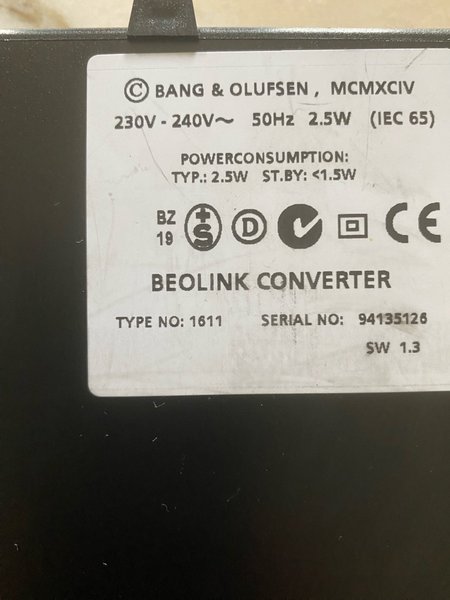 © BANG & OLUFSEN, MCMXCIV
230V - 240V~ 50Hz 2.5W (IEC 65)
POWERCONSUMPTION:
TYP.: 2.5W ST.BY: <1.5W
BZ
19
+S
D
CE
BEOLINK CONVERTER
TYPE NO: 1611 SERIAL NO: 94135126
SW 1.3